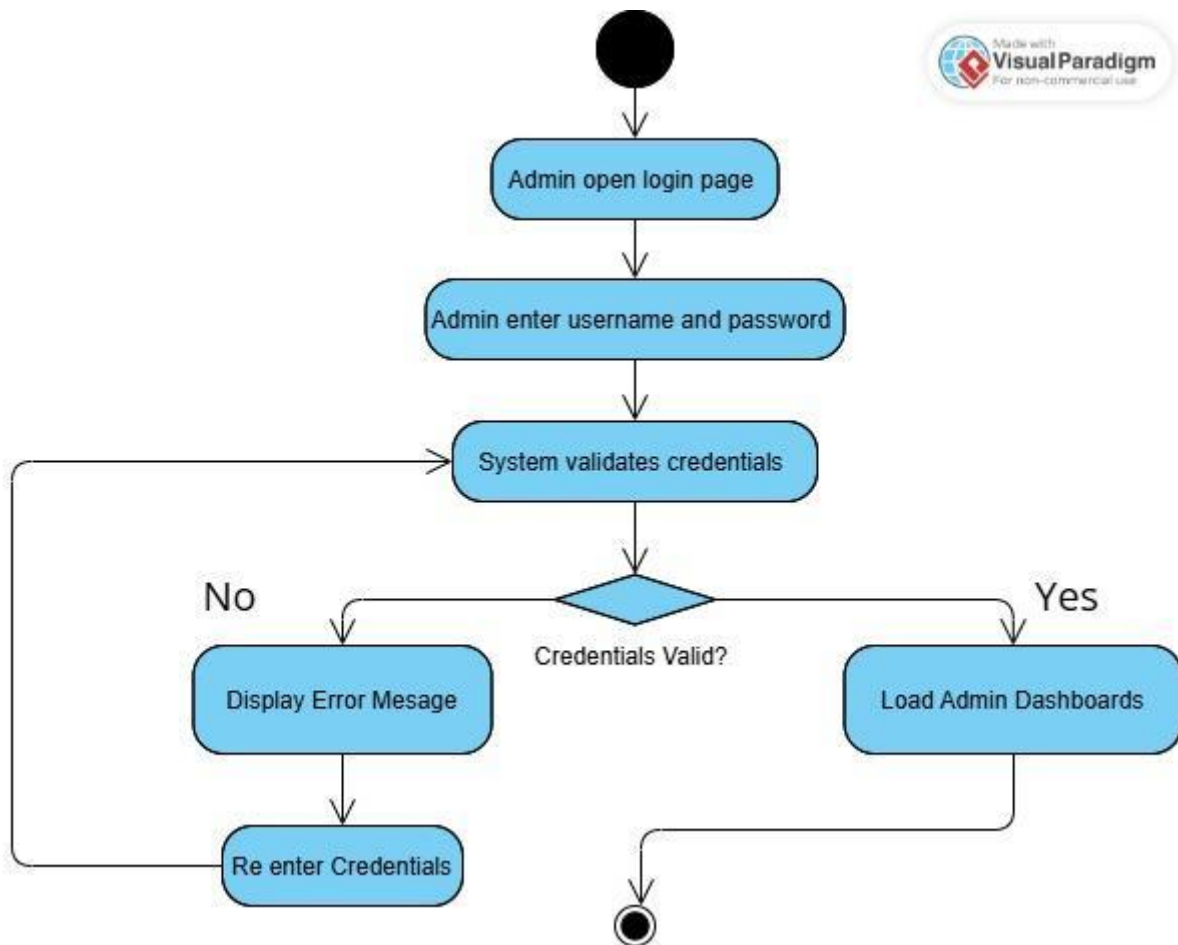 Made with
Visual Paradigm
For non-commercial use
Admin open login page
Admin enter username and password
System validates credentials
No
Yes
Credentials Valid?
Display Error Mesage
Load Admin Dashboards
Re enter Credentials